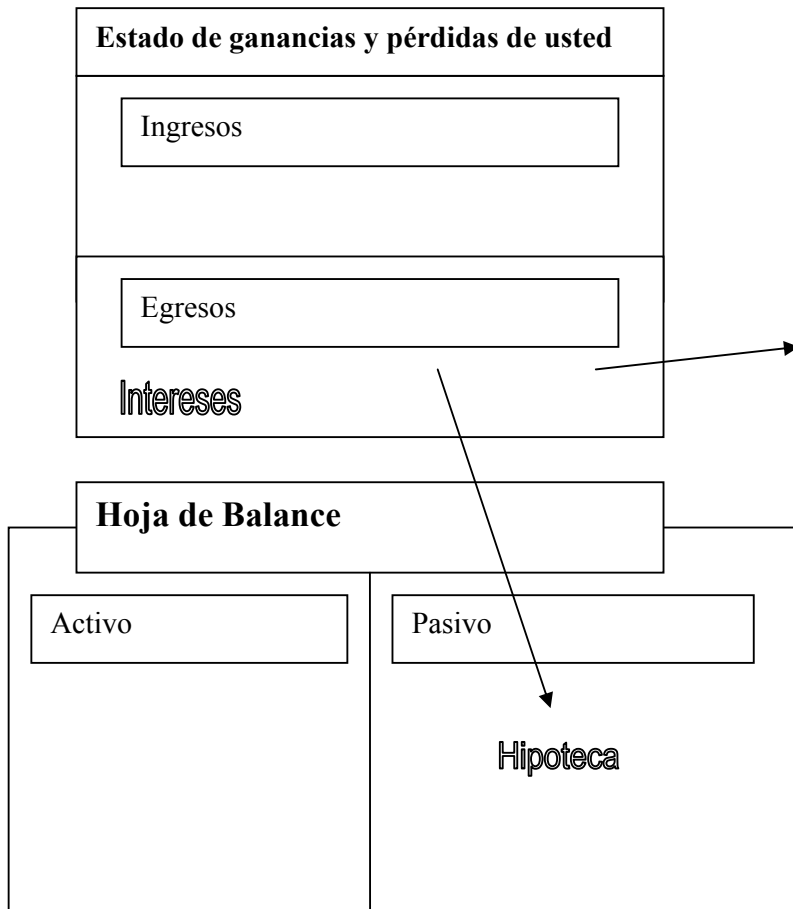 Estado de ganancias y pérdidas de usted
Ingresos
Egresos
Intereses
Hoja de Balance
Activo
Pasivo
Hipoteca